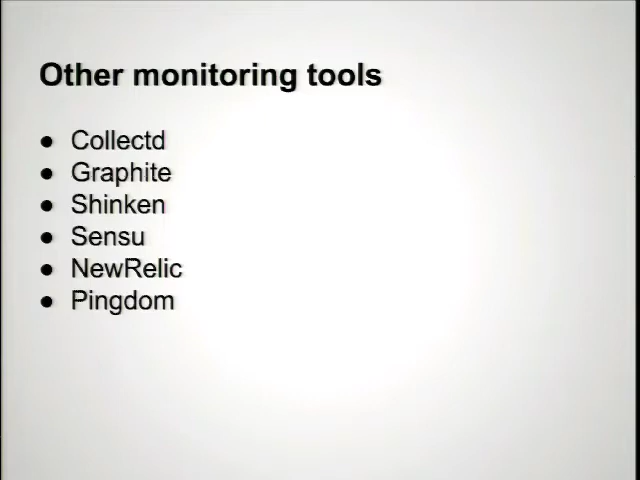 Other monitoring tools
● Collectd
● Graphite
● Shinken
● Sensu
● NewRelic
● Pingdom